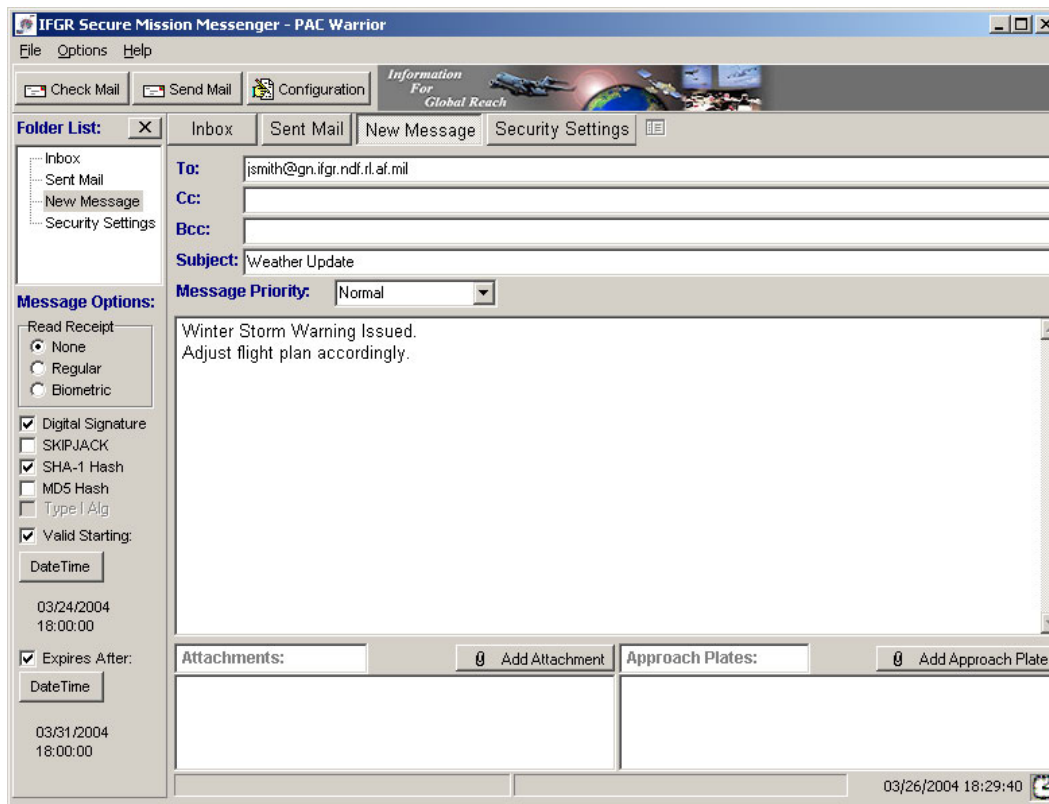 IFGR Secure Mission Messenger - PAC Warrior
File Options Help
Check Mail Send Mail Configuration
Information
For
Global Reach
Folder List: Inbox Sent Mail New Message Security Settings
Inbox
Sent Mail
New Message
Security Settings
To: jsmith@gn.ifgr.ndf.rl.af.mil
Cc:
Bcc:
Subject: Weather Update
Message Priority: Normal
Message Options:
Read Receipt
None
Regular
Biometric
Digital Signature
SKIPJACK
SHA-1 Hash
MD5 Hash
Type I Alg
Valid Starting:
DateTime
03/24/2004
18:00:00
Expires After:
DateTime
03/31/2004
18:00:00
Winter Storm Warning Issued.
Adjust flight plan accordingly.
Attachments: Add Attachment Approach Plates: Add Approach Plate
03/26/2004 18:29:40